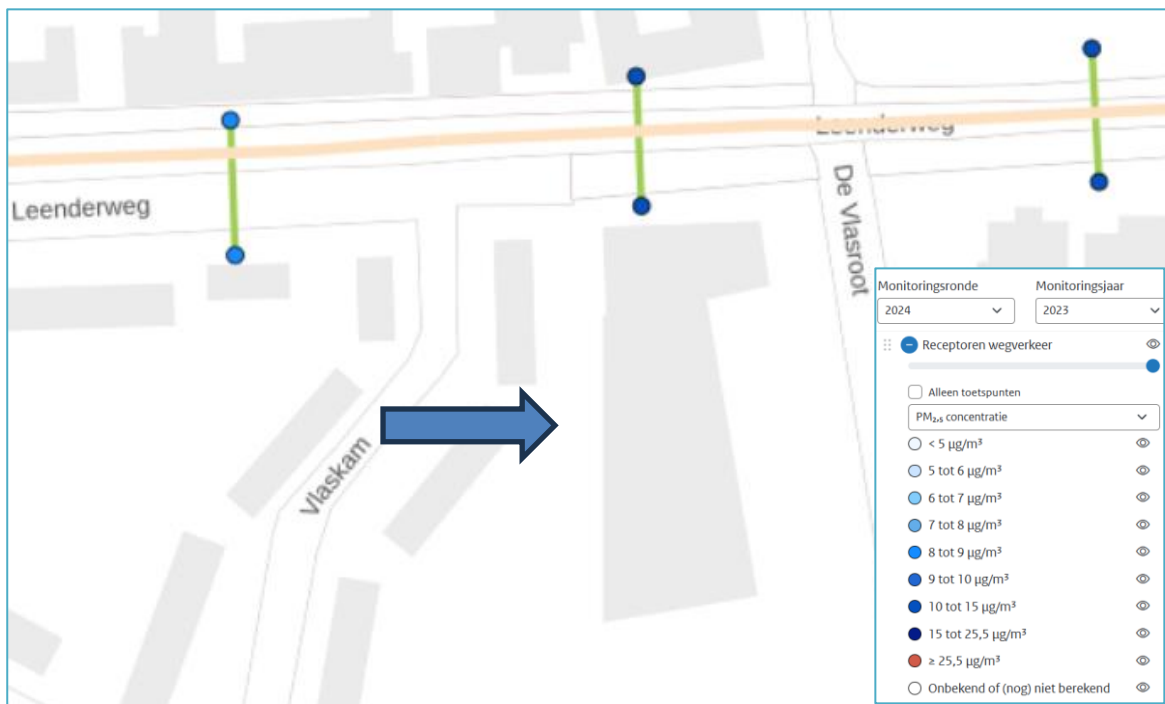 Leenderweg
Leenderweg
De Vlasroot
Vlaskam
Monitoringsronde
Monitoringsjaar
2024
2023
Receptoren wegverkeer
Alleen toetspunten
PM₂,₅ concentratie
< 5 µg/m³
5 tot 6 µg/m³
6 tot 7 µg/m³
7 tot 8 µg/m³
8 tot 9 µg/m³
9 tot 10 µg/m³
10 tot 15 µg/m³
15 tot 25,5 µg/m³
≥ 25,5 µg/m³
Onbekend of (nog) niet berekend